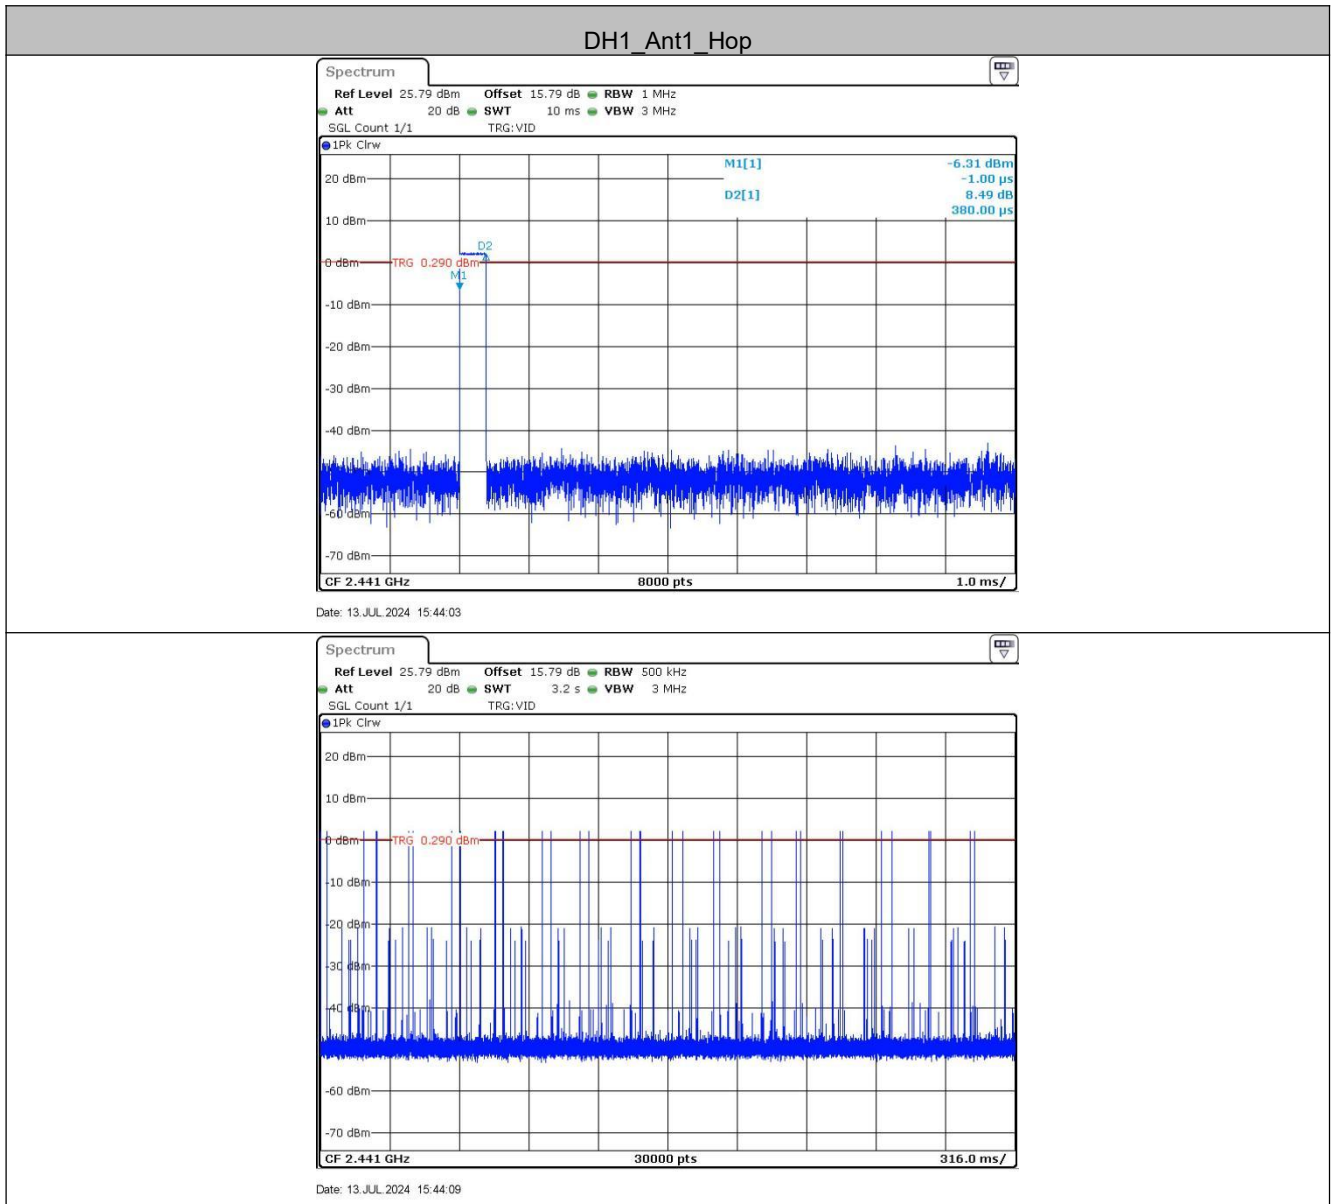 DH1_Ant1_Hop
Spectrum
Ref Level 25.79 dBm Offset 15.79 dB RBW 1 MHz
Att 20 dB SWT 10 ms VBW 3 MHz
SGL Count 1/1 TRG:VID
1Pk Clrw
M1[1] -6.31 dBm
-1.00 µs
D2[1] 8.49 dB
380.00 µs
20 dBm
10 dBm
D2
0 dBm TRG 0.290 dBm
M1
-10 dBm
-20 dBm
-30 dBm
-40 dBm
-60 dBm
-70 dBm
CF 2.441 GHz 8000 pts 1.0 ms/
Date: 13.JUL.2024 15:44:03
Spectrum
Ref Level 25.79 dBm Offset 15.79 dB RBW 500 kHz
Att 20 dB SWT 3.2 s VBW 3 MHz
SGL Count 1/1 TRG:VID
1Pk Clrw
20 dBm
10 dBm
0 dBm TRG 0.290 dBm
-10 dBm
-20 dBm
-30 dBm
-40 dBm
-60 dBm
-70 dBm
CF 2.441 GHz 30000 pts 316.0 ms/
Date: 13.JUL.2024 15:44:09